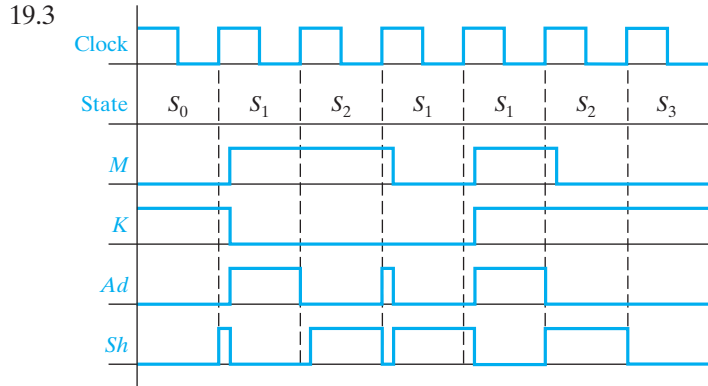 19.3
Clock
State S₀ S₁ S₂ S₁ S₁ S₂ S₃
M
K
Ad
Sh